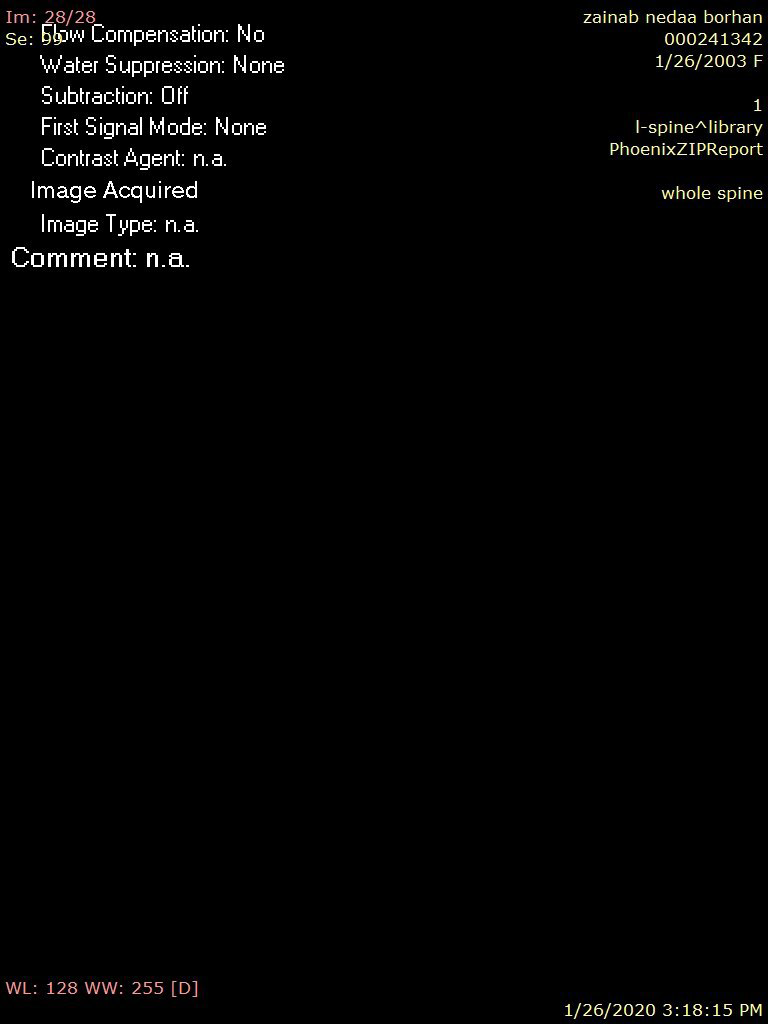 Im: 28/28
Se: 99
Flow Compensation: No
Water Suppression: None
Subtraction: Off
First Signal Mode: None
Contrast Agent: n.a.
Image Acquired
Image Type: n.a.
Comment: n.a.
zainab nedaa borhan
000241342
1/26/2003 F
1
l-spine^library
PhoenixZIPReport
whole spine
WL: 128 WW: 255 [D]
1/26/2020 3:18:15 PM